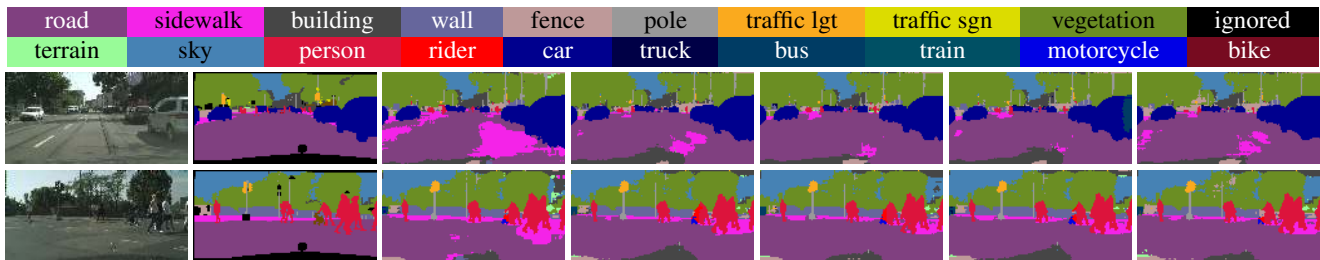 road sidewalk building wall fence pole traffic lgt traffic sgn vegetation ignored
terrain sky person rider car truck bus train motorcycle bike